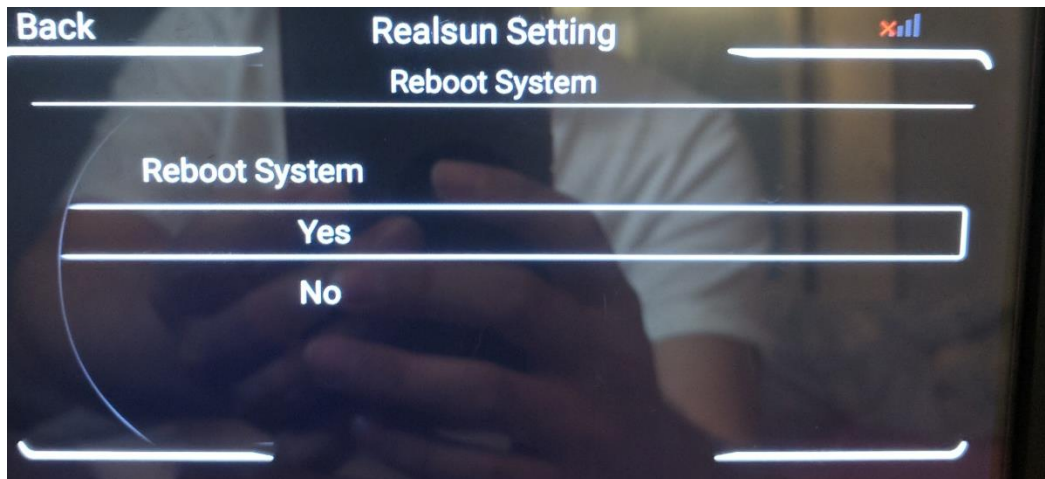 Back
Realsun Setting
Reboot System
Reboot System
Yes
No